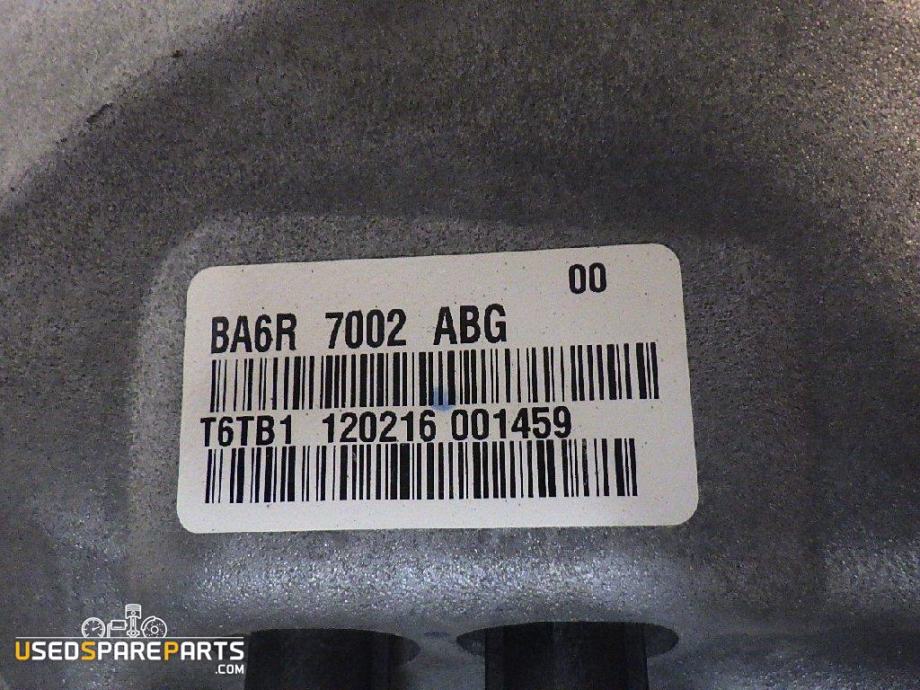 00
BA6R 7002 ABG
T6TB1 120216 001459
USEDSPAREPARTS
.COM